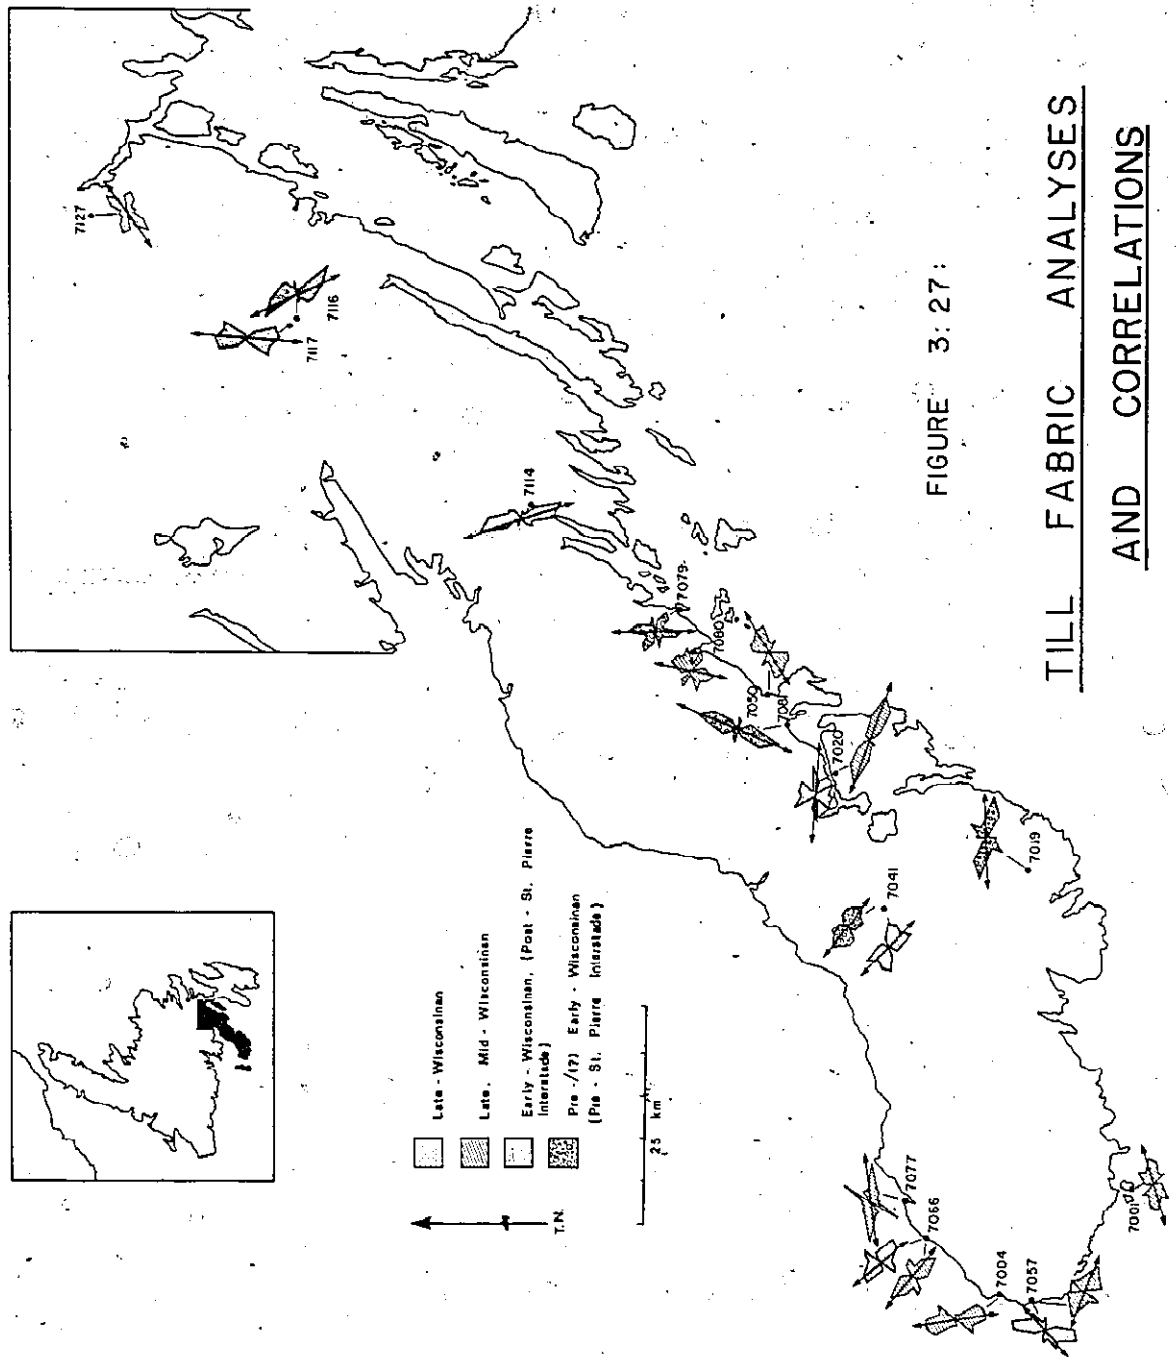 FIGURE 3:27:
TILL FABRIC ANALYSES
AND CORRELATIONS
Late - Wisconsinan
Late, Mid - Wisconsinan
Early - Wisconsinan, (Post - St. Pierre
Interstade)
Pre -/(?) Early - Wisconsinan
(Pre - St. Pierre Interstade)
T.N.
25 km
7127
7116
7117
7114
7079
7080
7050
7081
7020
7019
7041
7077
7066
7004
7057
7001